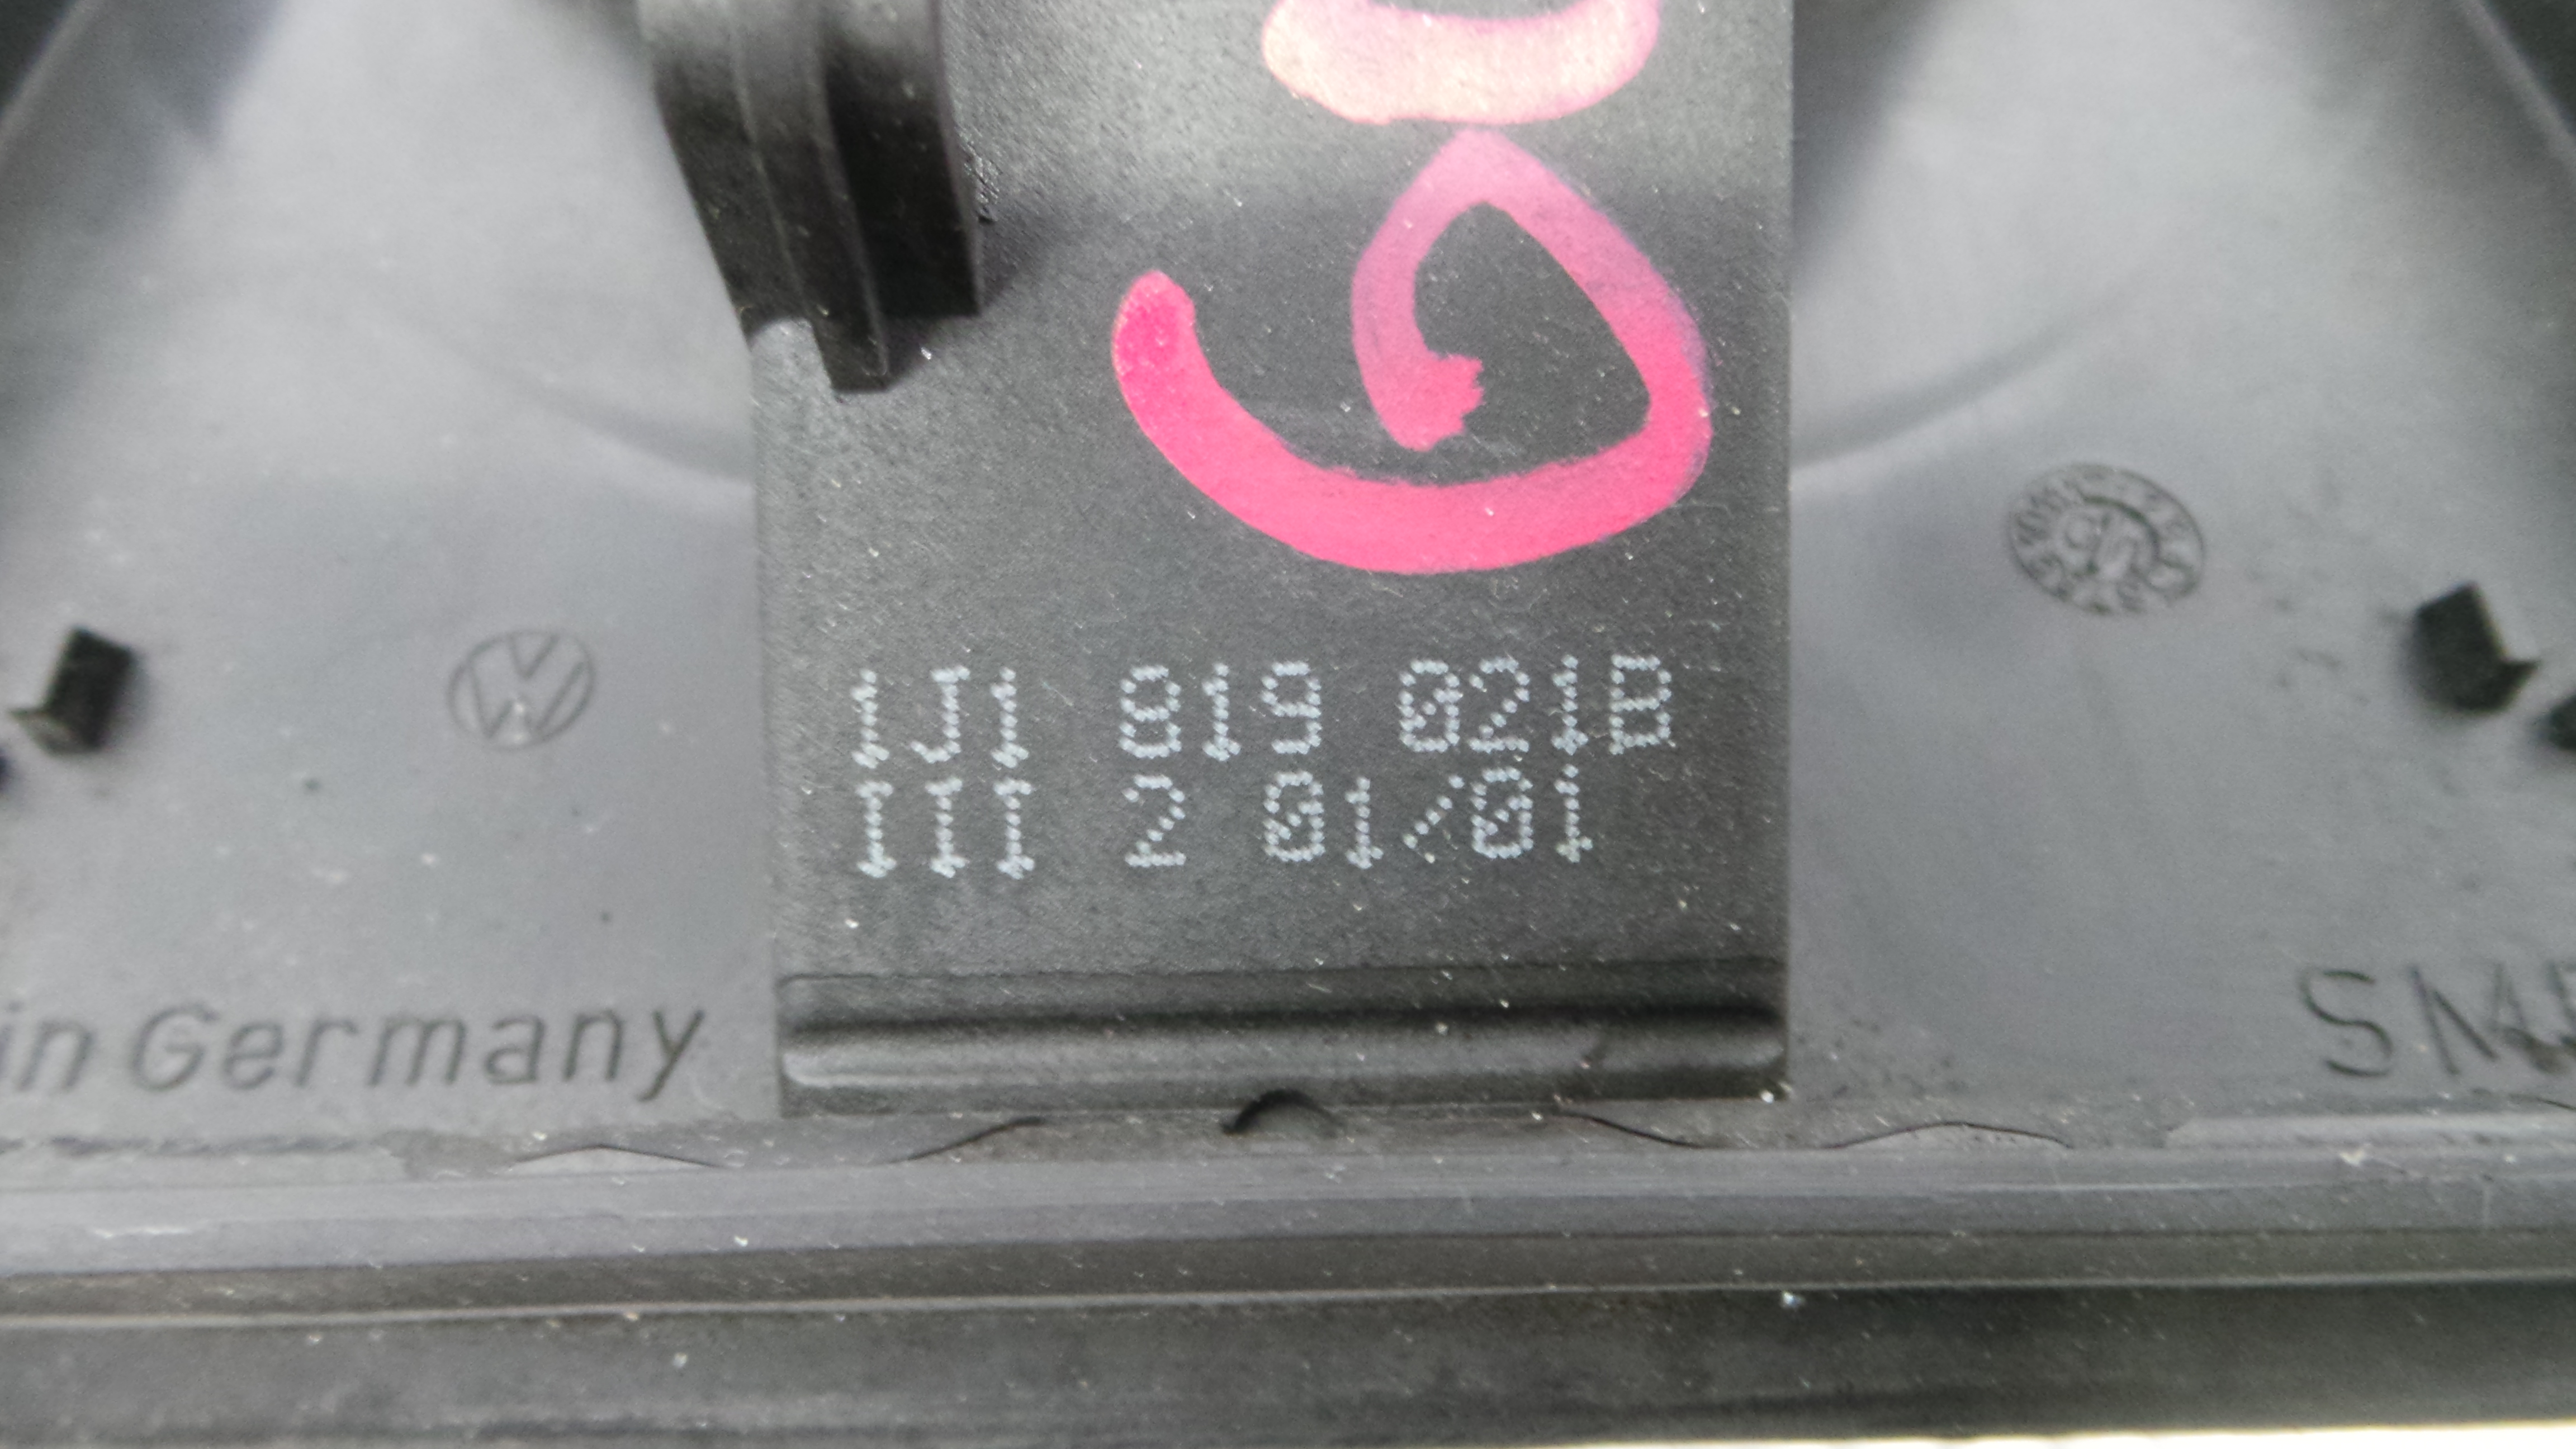 1J1 819 021B
III 2 01/01
in Germany